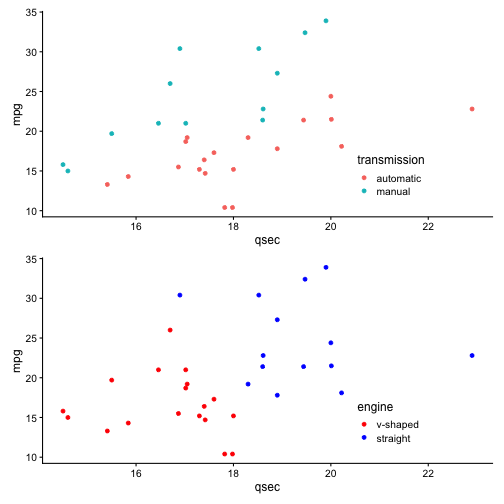 35
30
25
20
15
10
mpg
transmission
automatic
manual
16 18 20 22
qsec
35
30
25
20
15
10
mpg
engine
v-shaped
straight
16 18 20 22
qsec